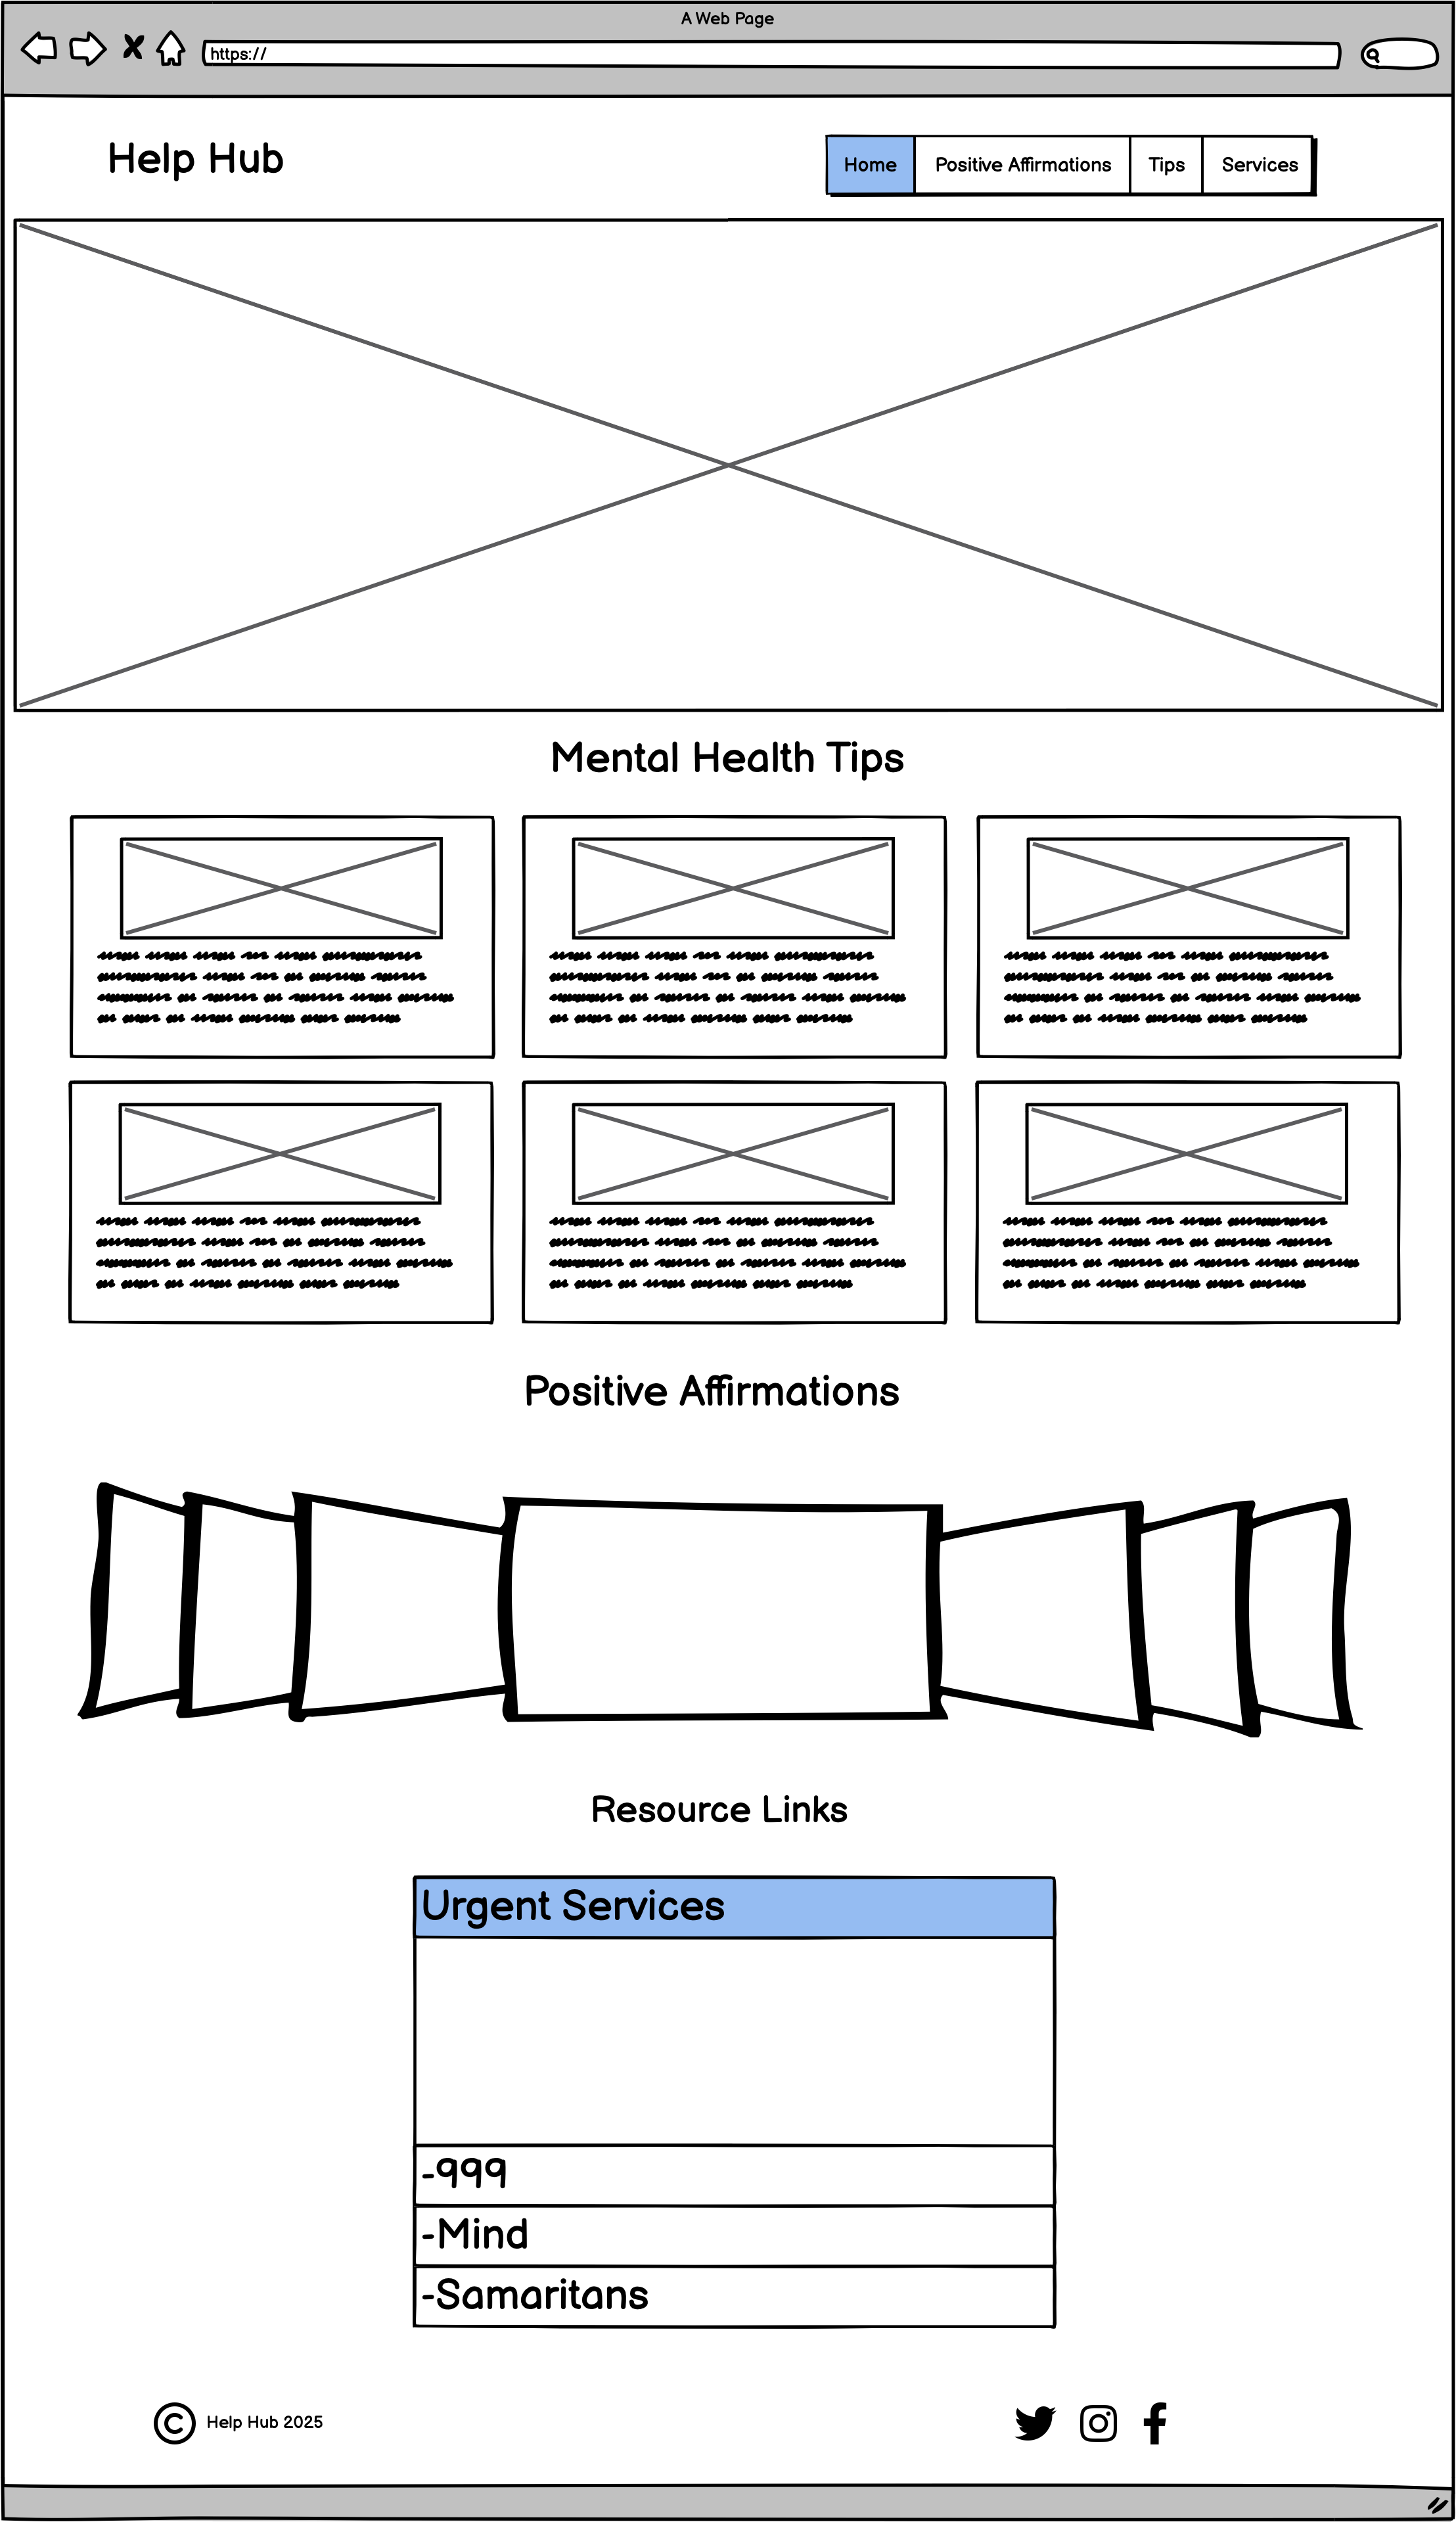 A Web Page
https://
Help Hub
Home Positive Affirmations Tips Services
Mental Health Tips
Positive Affirmations
Resource Links
Urgent Services
-999
-Mind
-Samaritans
© Help Hub 2025